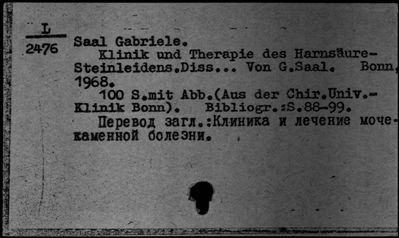 L
2476
Saal Gabriele.
Klinik und Therapie des Harnsäure-
Steinleidens.Diss... Von G.Saal. Bonn,
1968.
100 S.mit Abb.(Aus der Chir.Univ.-
Klinik Bonn). Bibliogr.:S.88-99.
Перевод загл.:Клиника и лечение моче-
каменной болезни.